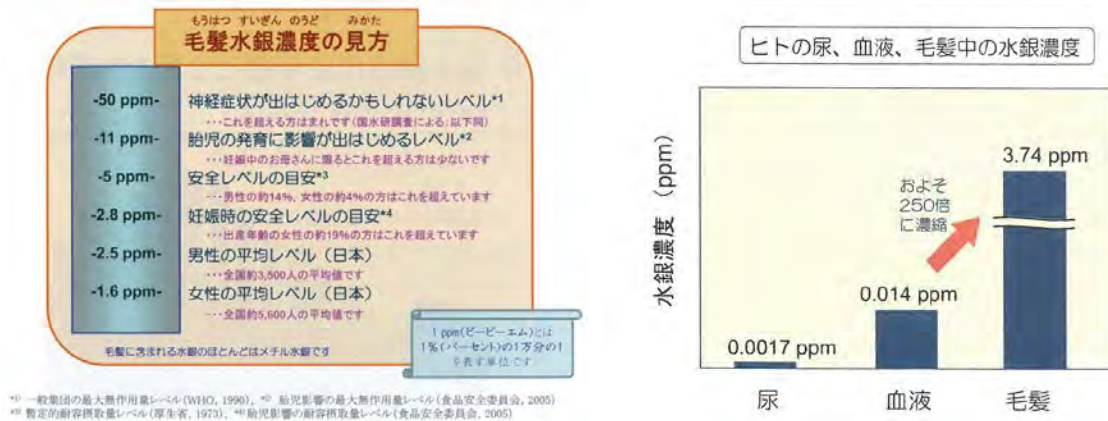 もうはつ すいぎん のうど みかた
毛髪水銀濃度の見方
-50 ppm- 神経症状が出はじめるかもしれないレベル*1
・・・これを超える方はまれです(国水研調査による;以下同)
-11 ppm- 胎児の発育に影響が出はじめるレベル*2
・・・妊娠中のお母さんに限るとこれを超える方は少ないです
-5 ppm- 安全レベルの目安*3
・・・男性の約14%、女性の約4%の方はこれを超えています
-2.8 ppm- 妊娠時の安全レベルの目安*4
・・・出産年齢の女性の約19%の方はこれを超えています
-2.5 ppm- 男性の平均レベル(日本)
・・・全国約3,500人の平均値です
-1.6 ppm- 女性の平均レベル(日本)
・・・全国約5,600人の平均値です
毛髪に含まれる水銀のほとんどはメチル水銀です
1 ppm(ピーピーエム)とは
1%(パーセント)の1万分の1
を表す単位です
*1) 一般集団の最大無作用量レベル(WHO, 1990), *2) 胎児影響の最大無作用量レベル(食品安全委員会, 2005)
*3) 暫定的耐容摂取量レベル(厚生省, 1973), *4) 胎児影響の耐容摂取量レベル(食品安全委員会, 2005)
ヒトの尿、血液、毛髪中の水銀濃度
水銀濃度 (ppm)
3.74 ppm
およそ
250倍
に濃縮
0.014 ppm
0.0017 ppm
尿 血液 毛髪